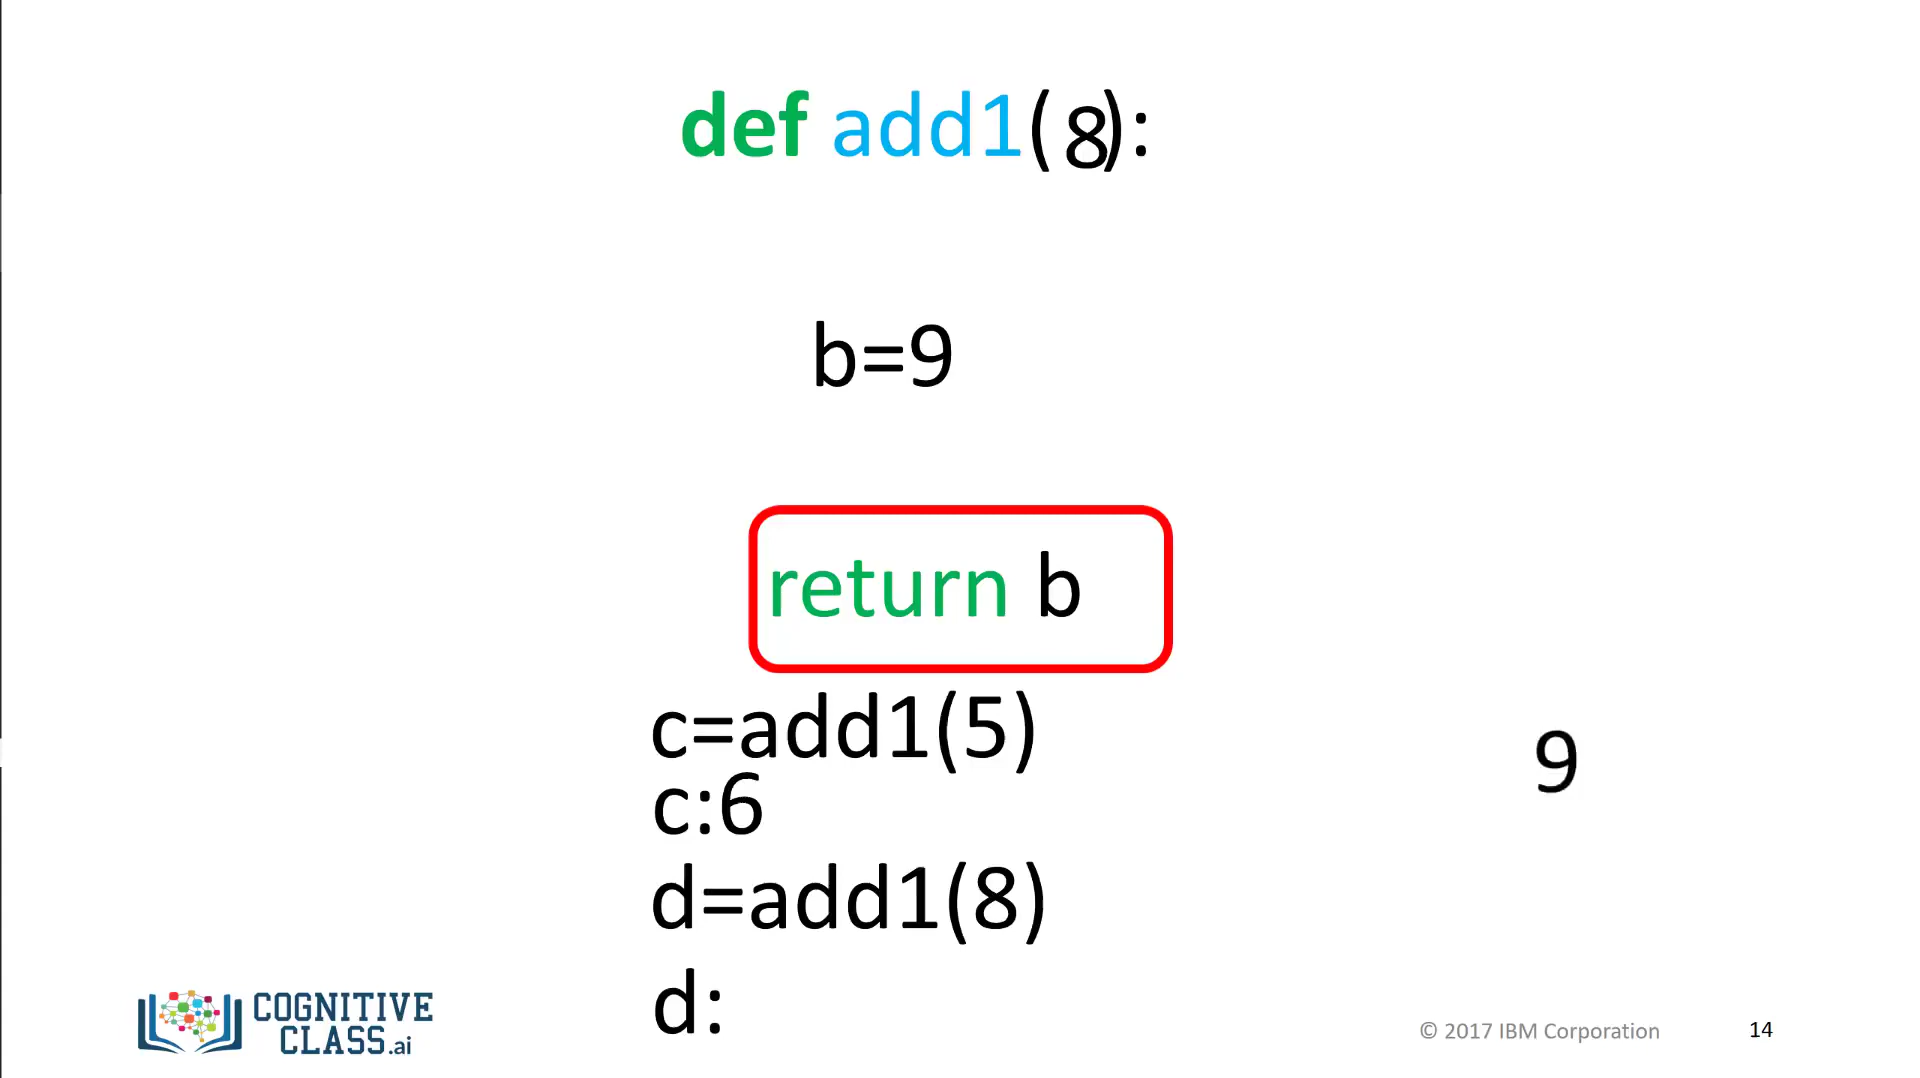 def add1( 8):
b=9
return b
c=add1(5)
c:6
9
d=add1(8)
d:
COGNITIVE
CLASS.ai
© 2017 IBM Corporation 14